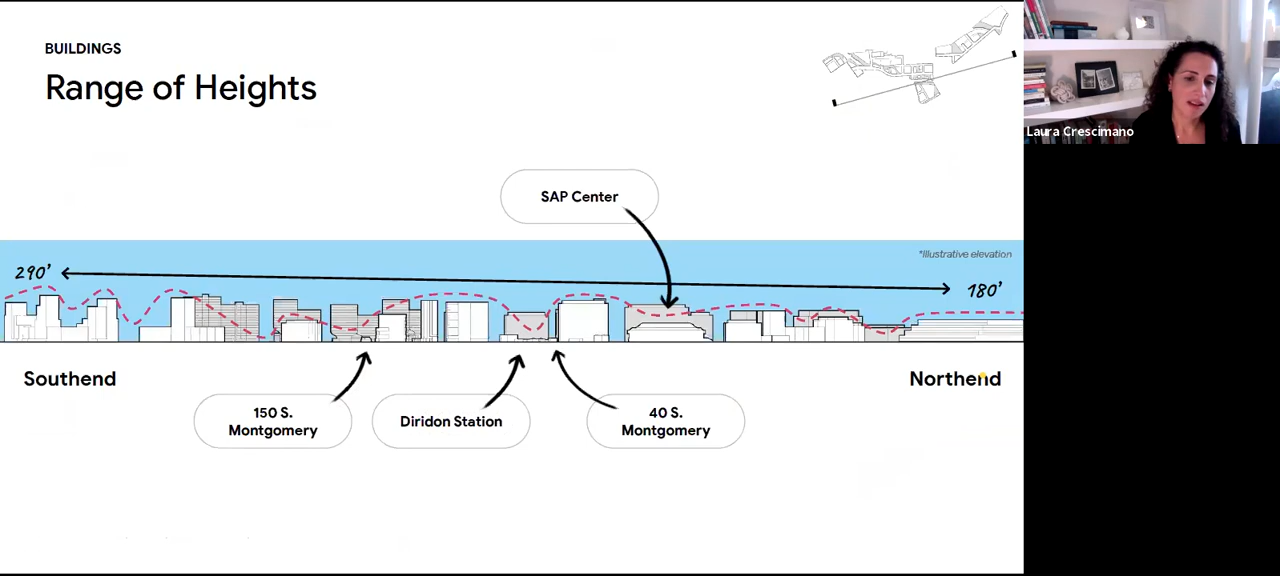 BUILDINGS
Range of Heights
Laura Crescimano
SAP Center
*Illustrative elevation
290'
180'
Southend
Northend
150 S.
Montgomery
Diridon Station
40 S.
Montgomery